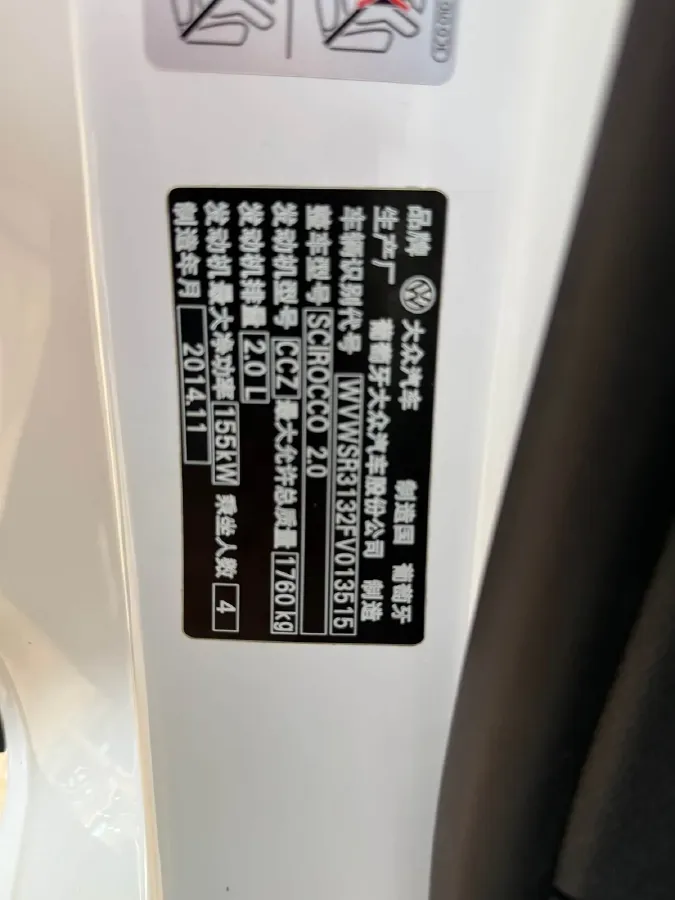 品牌 大众汽车 制造国 葡萄牙
生产厂 葡萄牙大众汽车股份公司 制造
车辆识别代号 WVWSR3132FV013515
整车型号 SCIROCCO 2.0
发动机型号 CCZ 最大允许总质量 1760 kg
发动机排量 2.0 L
发动机最大净功率 155kW 乘坐人数 4
制造年月 2014.11